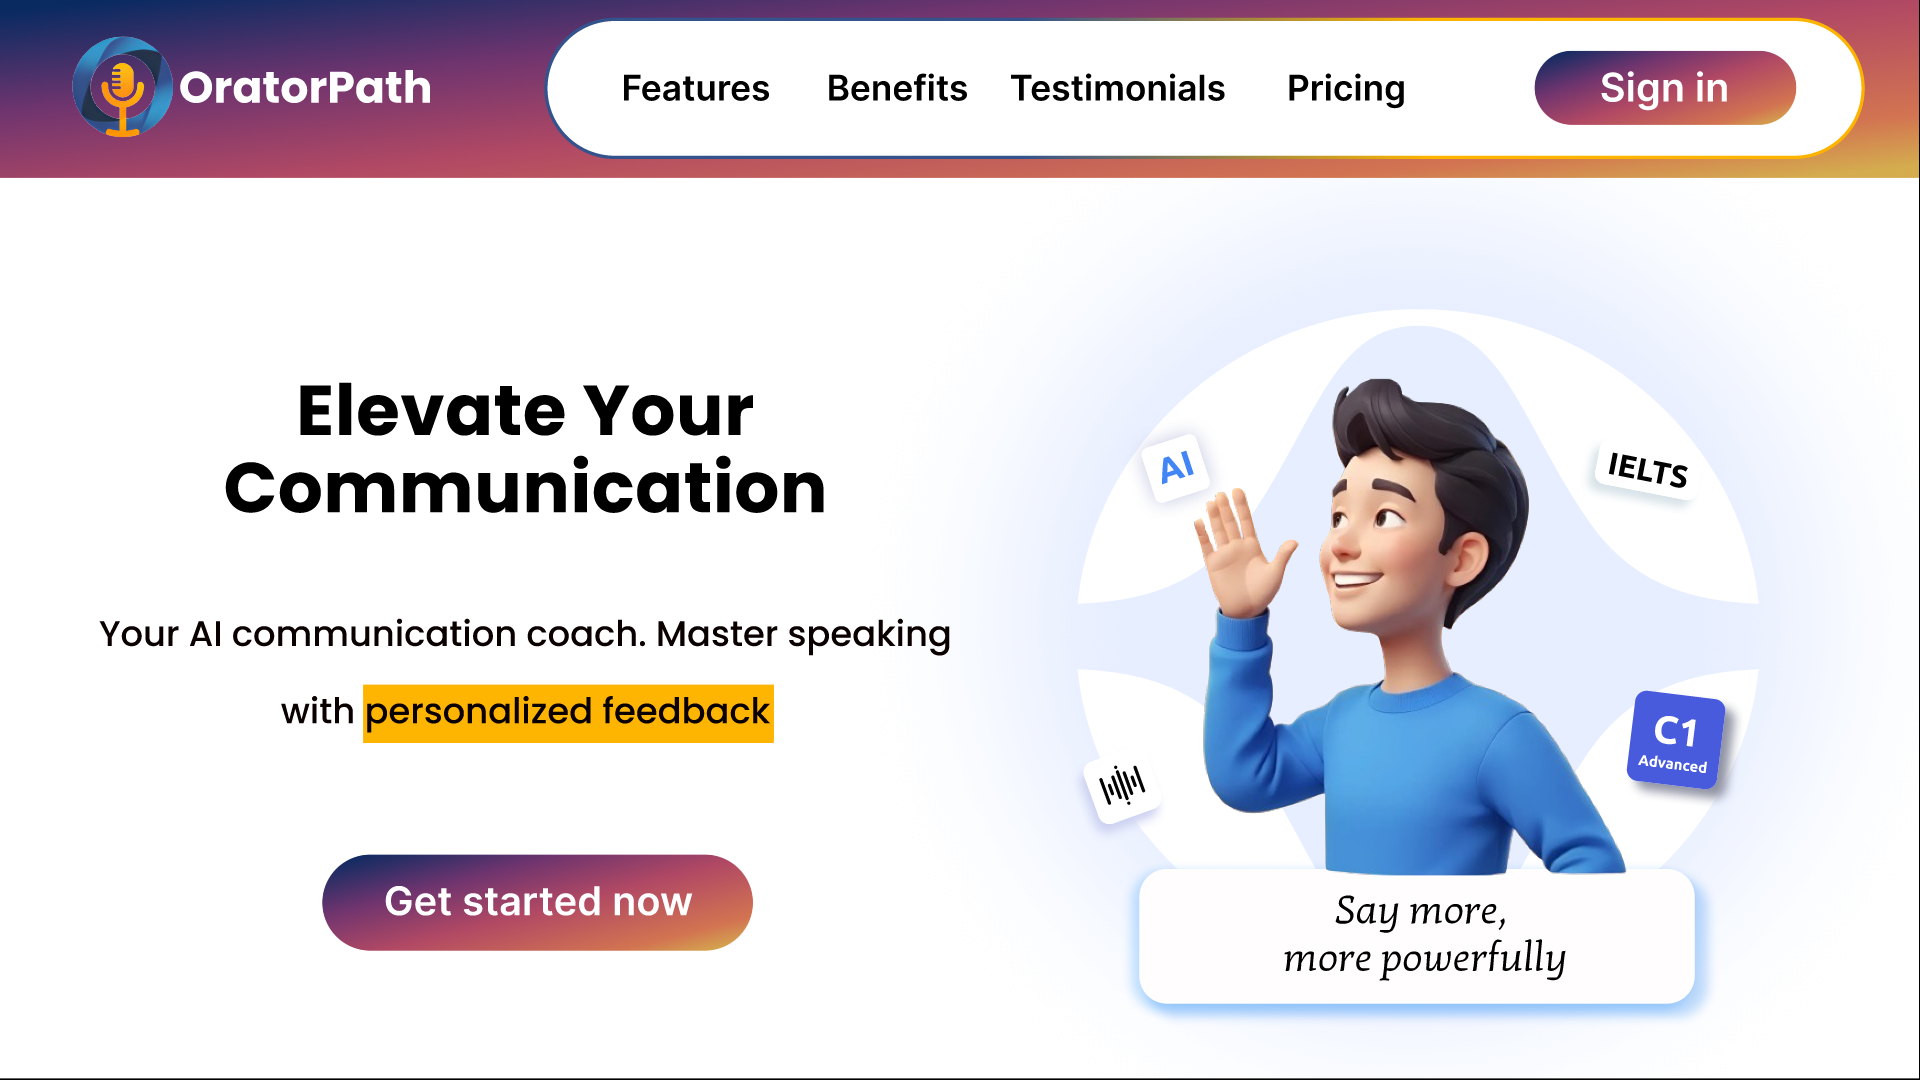 OratorPath
Features Benefits Testimonials Pricing Sign in
Elevate Your
Communication
Your AI communication coach. Master speaking
with personalized feedback
Get started now
AI
IELTS
C1
Advanced
Say more,
more powerfully